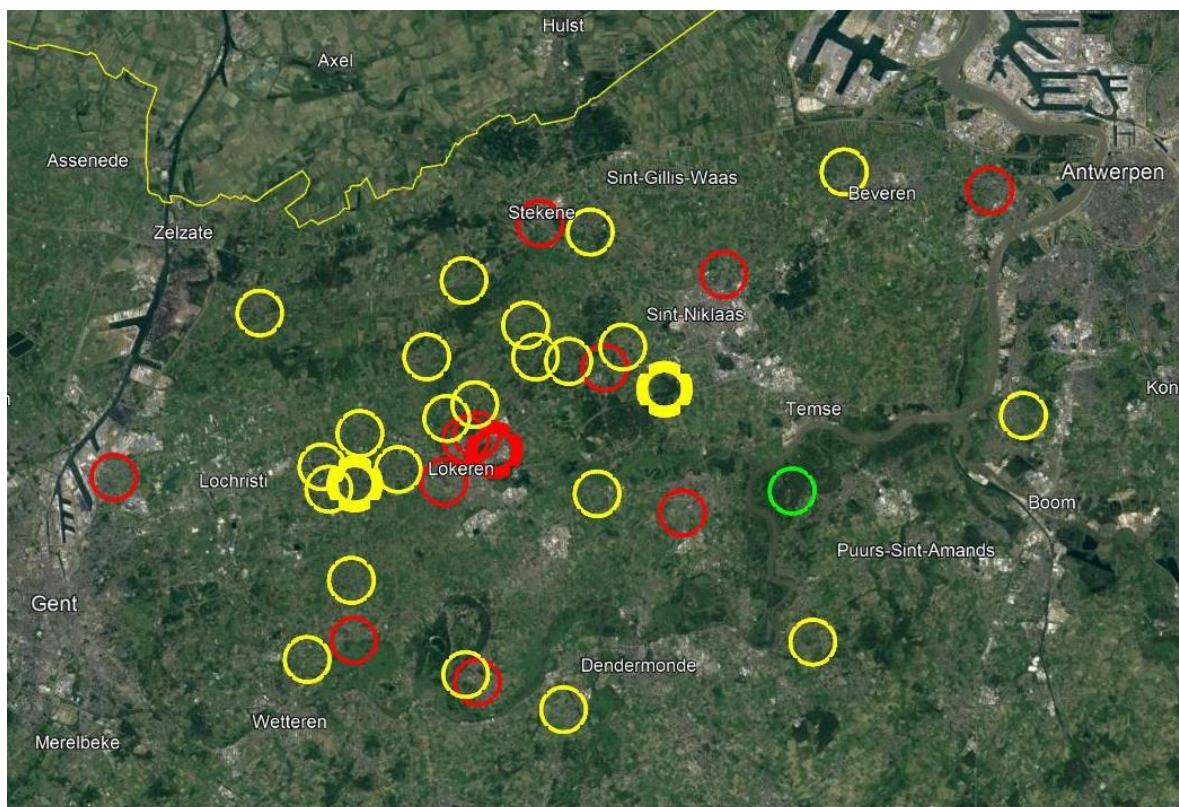 Hulst
Axel
Assenede
Antwerpen
Sint-Gillis-Waas
Beveren
Stekene
Zelzate
Sint-Niklaas
Kon
Temse
Lokeren
Lochristi
Boom
Puurs-Sint-Amands
Gent
Dendermonde
Wetteren
Merelbeke